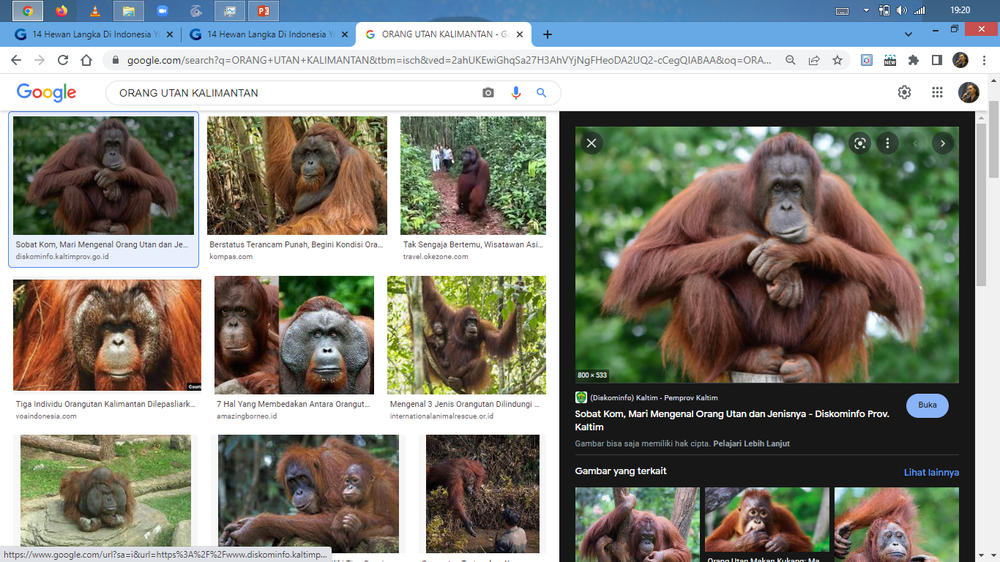 19:20
14 Hewan Langka Di Indonesia Ya
14 Hewan Langka Di Indonesia Ya
ORANG UTAN KALIMANTAN - Go
google.com/search?q=ORANG+UTAN+KALIMANTAN&tbm=isch&ved=2ahUKEwiGhqSa27H3AhVYjNgFHeoDA2UQ2-cCegQIABAA&oq=ORA...
NEW
Google
ORANG UTAN KALIMANTAN
Sobat Kom, Mari Mengenal Orang Utan dan Je...
diskominfo.kaltimprov.go.id
Berstatus Terancam Punah, Begini Kondisi Ora...
kompas.com
Tak Sengaja Bertemu, Wisatawan Asi...
travel.okezone.com
Tiga Individu Orangutan Kalimantan Dilepasliark...
voaindonesia.com
7 Hal Yang Membedakan Antara Orangut...
amazingborneo.id
Mengenal 3 Jenis Orangutan Dilindungi ...
internationalanimalrescue.or.id
800 × 533
(Diskominfo) Kaltim - Pemprov Kaltim
Sobat Kom, Mari Mengenal Orang Utan dan Jenisnya - Diskominfo Prov.
Kaltim
Buka
Gambar bisa saja memiliki hak cipta. Pelajari Lebih Lanjut
Gambar yang terkait
Lihat lainnya
Orang Utan Makan Kukang: Ma
https://www.google.com/url?sa=i&url=https%3A%2F%2Fwww.diskominfo.kaltimp...